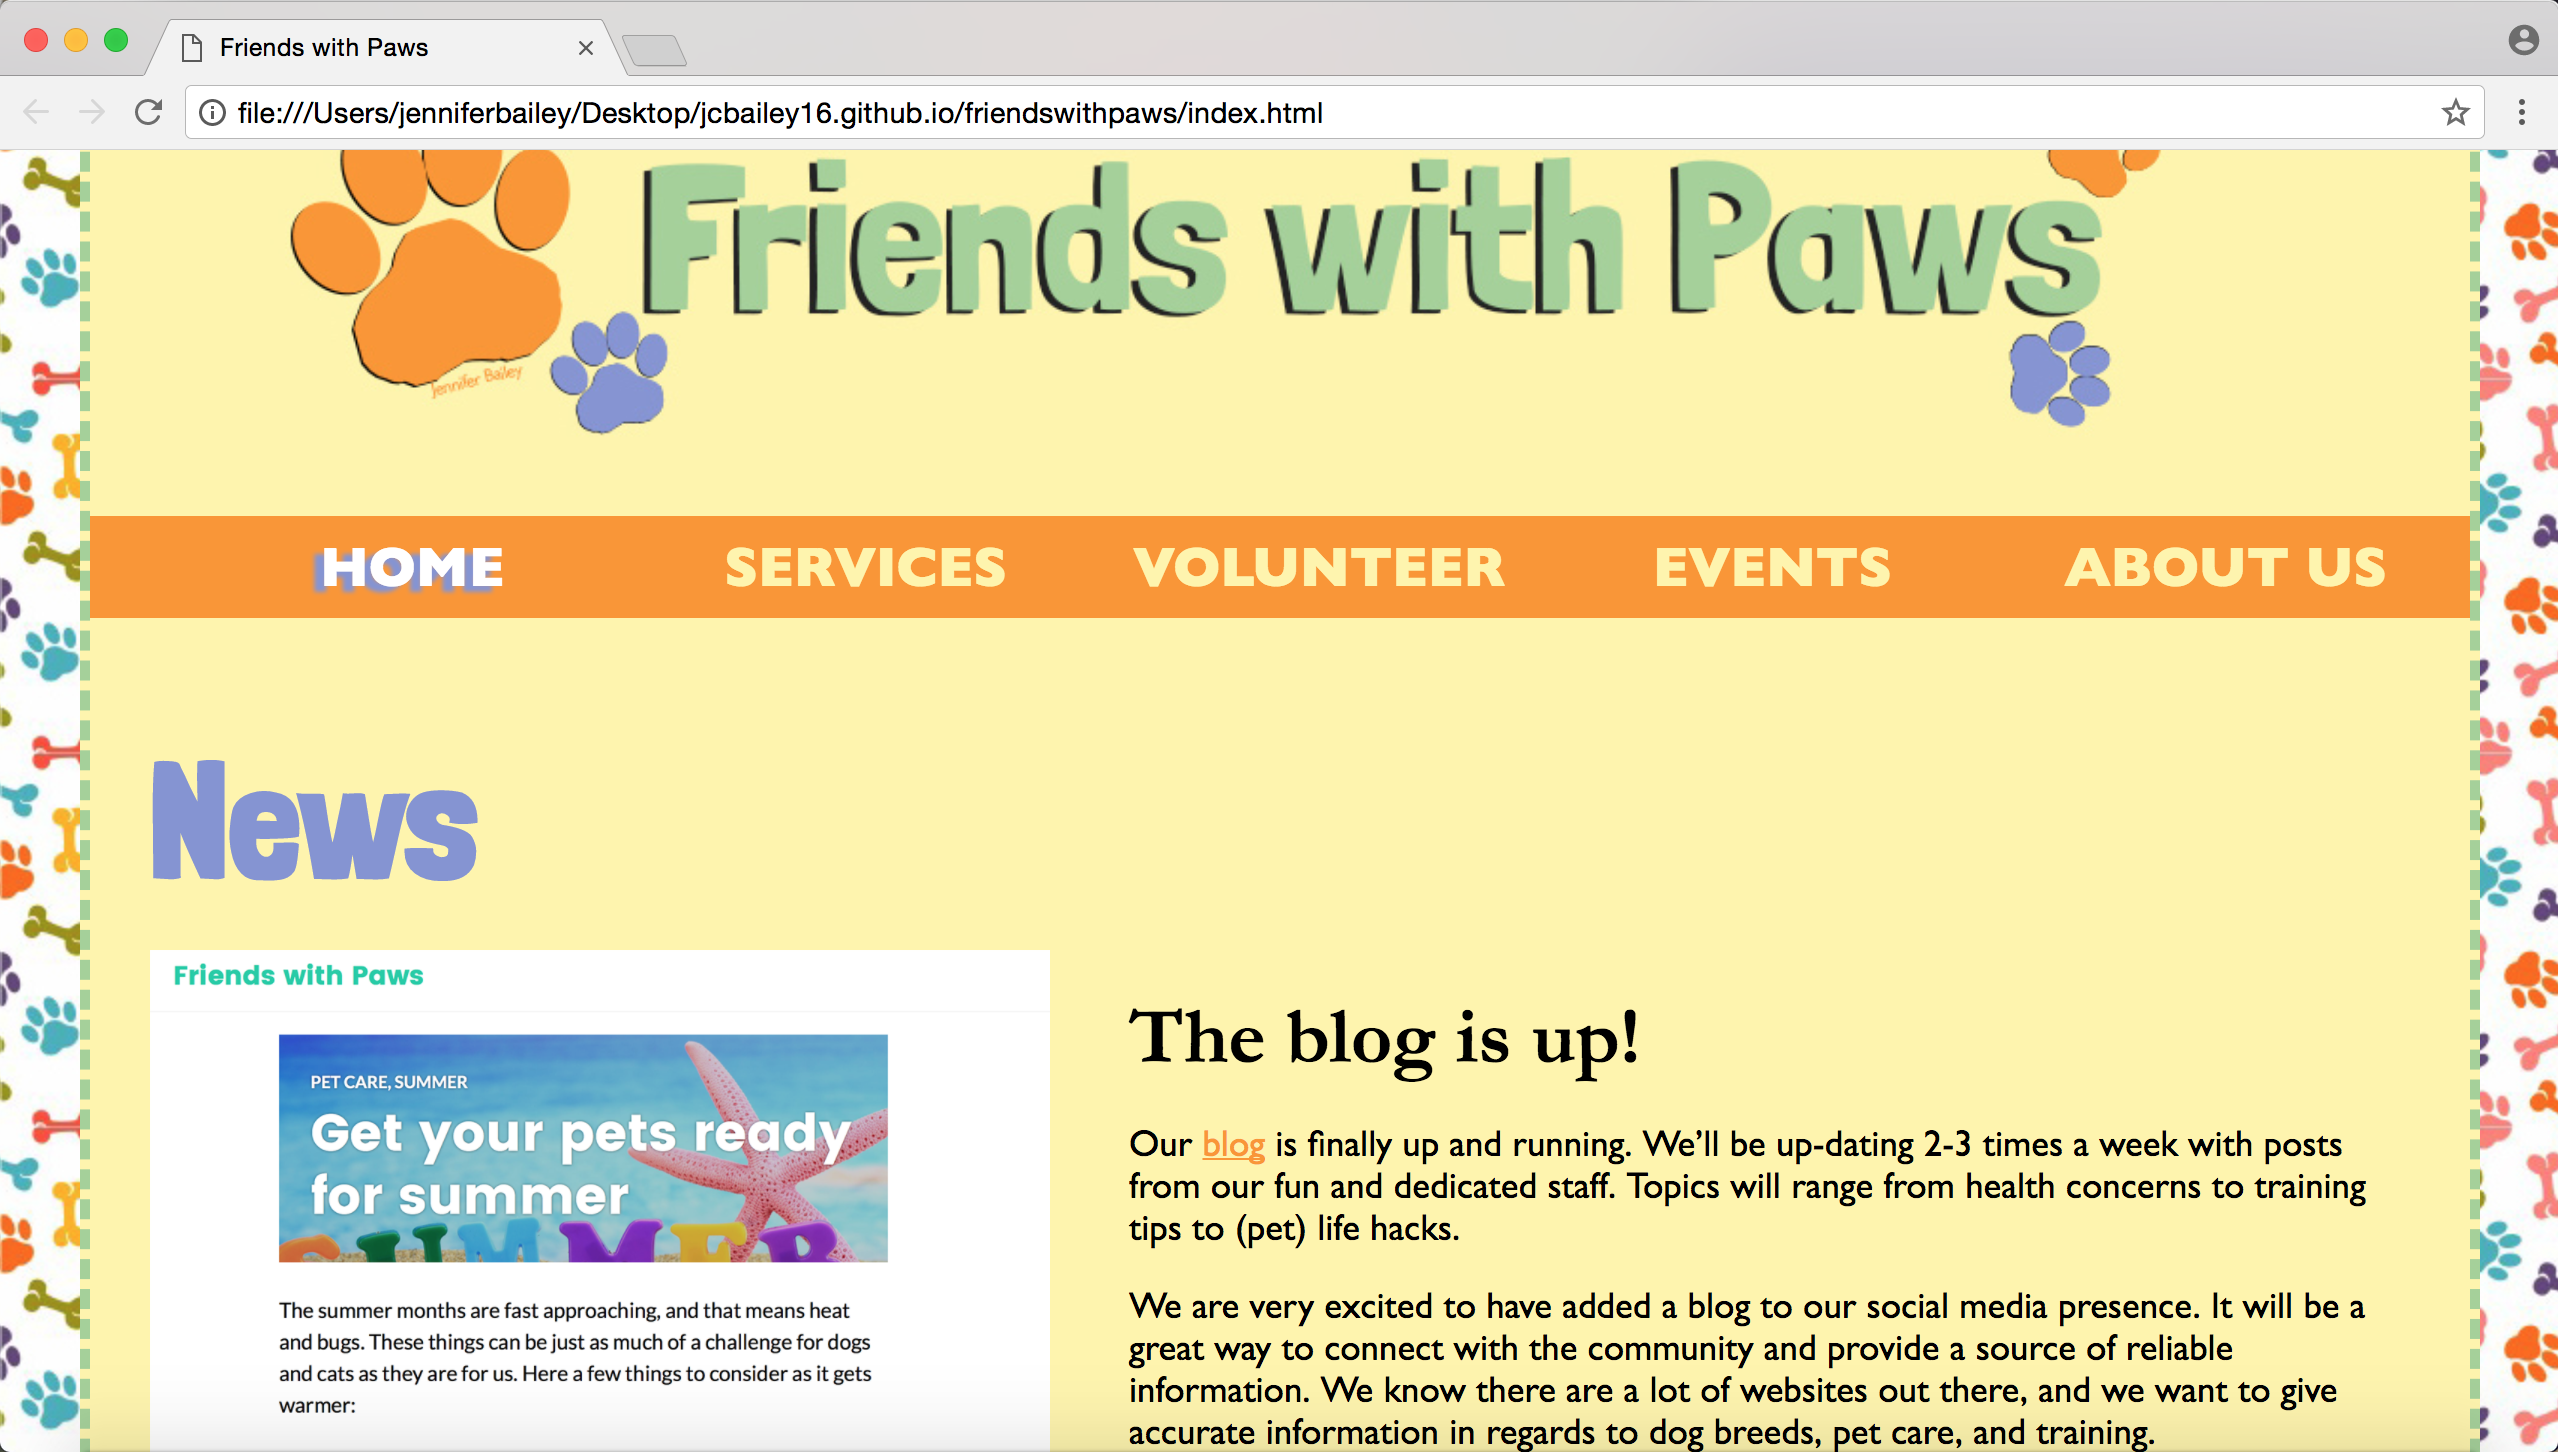 Friends with Paws
file:///Users/jenniferbailey/Desktop/jcbailey16.github.io/friendswithpaws/index.html
Friends with Paws
Jennifer Bailey
HOME SERVICES VOLUNTEER EVENTS ABOUT US
News
Friends with Paws
PET CARE, SUMMER
Get your pets ready
for summer
SUMMER
The summer months are fast approaching, and that means heat
and bugs. These things can be just as much of a challenge for dogs
and cats as they are for us. Here a few things to consider as it gets
warmer:
The blog is up!
Our blog is finally up and running. We’ll be up-dating 2-3 times a week with posts
from our fun and dedicated staff. Topics will range from health concerns to training
tips to (pet) life hacks.
We are very excited to have added a blog to our social media presence. It will be a
great way to connect with the community and provide a source of reliable
information. We know there are a lot of websites out there, and we want to give
accurate information in regards to dog breeds, pet care, and training.